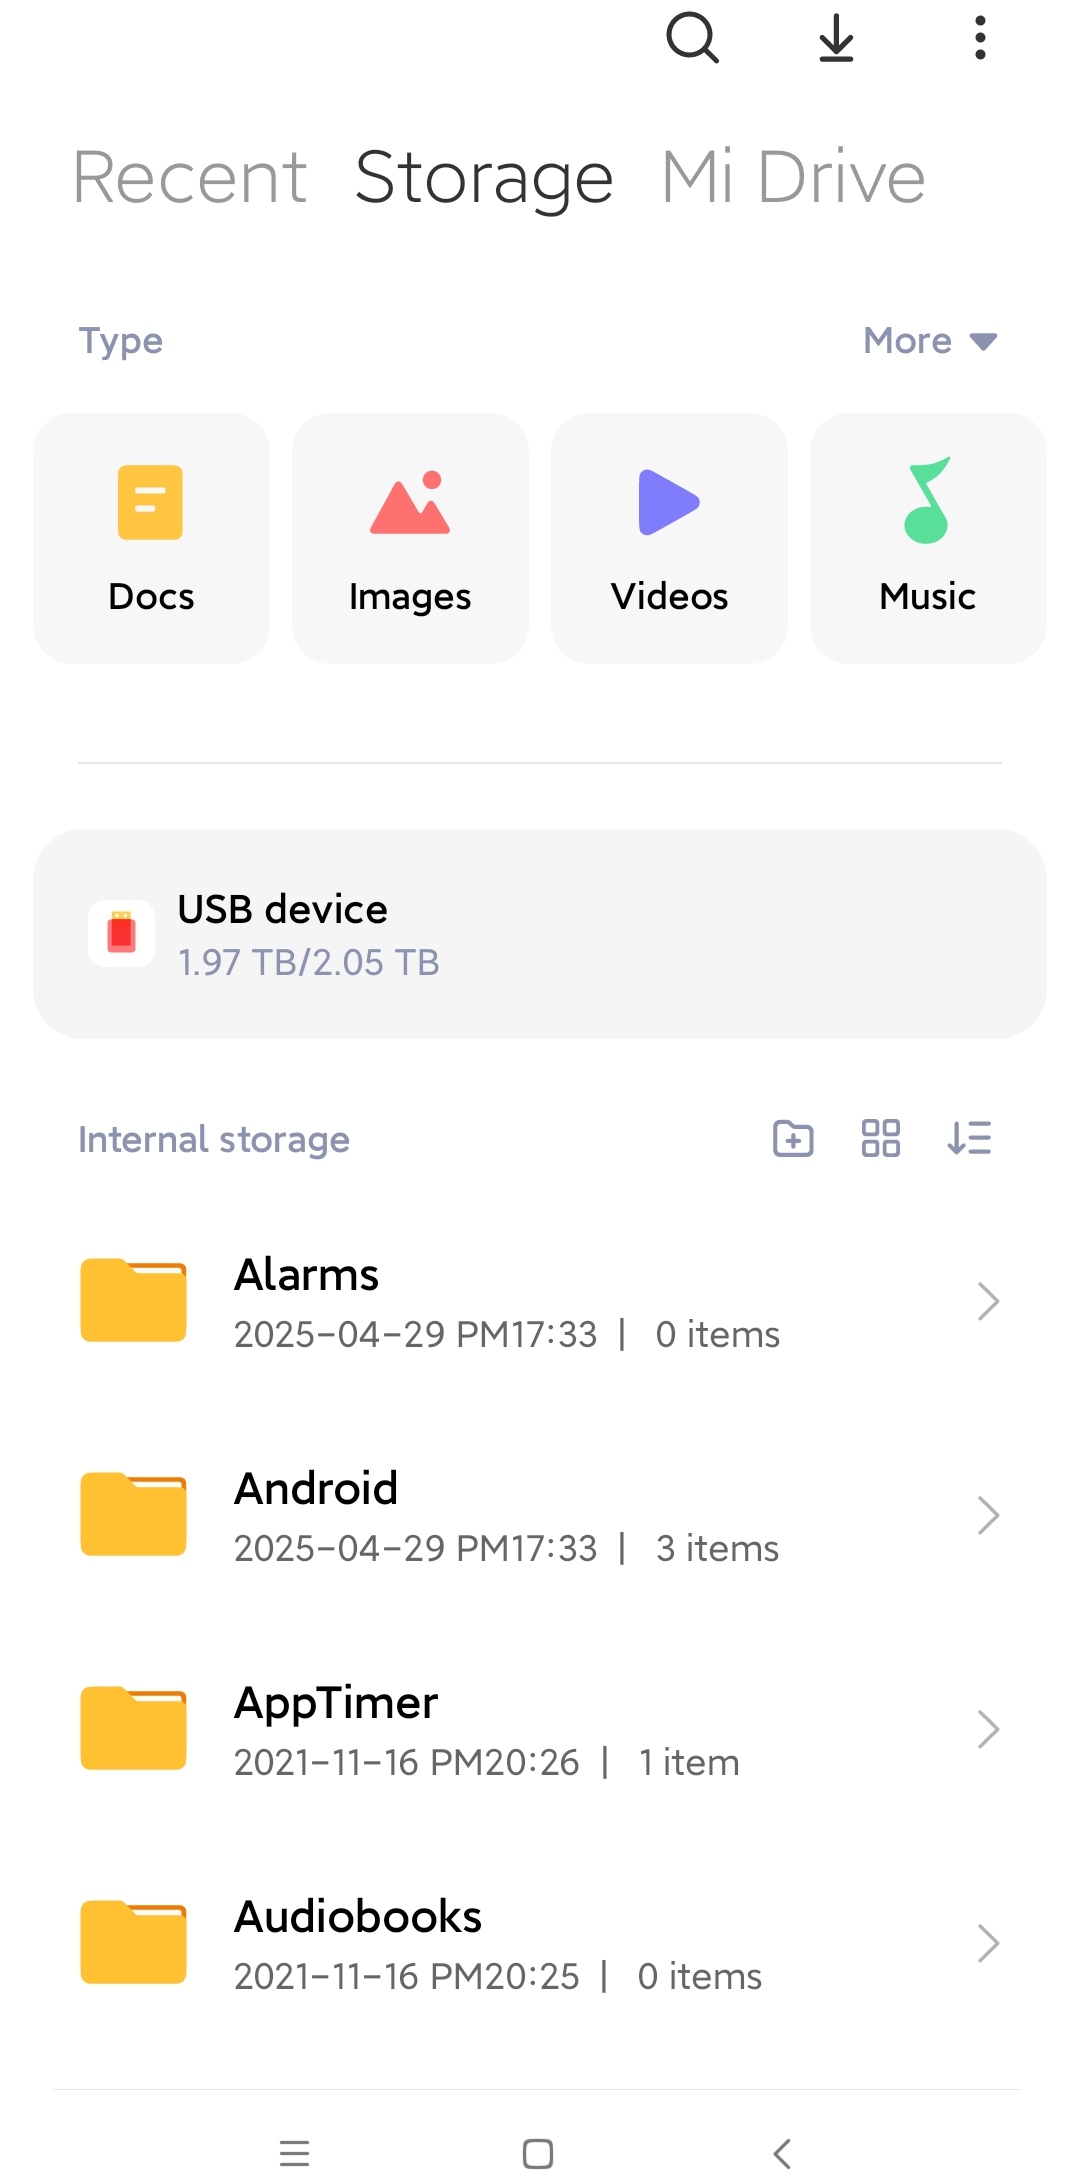 Recent Storage Mi Drive
Type More
Docs Images Videos Music
USB device
1.97 TB/2.05 TB
Internal storage
Alarms
2025-04-29 PM17:33 | 0 items
Android
2025-04-29 PM17:33 | 3 items
AppTimer
2021-11-16 PM20:26 | 1 item
Audiobooks
2021-11-16 PM20:25 | 0 items